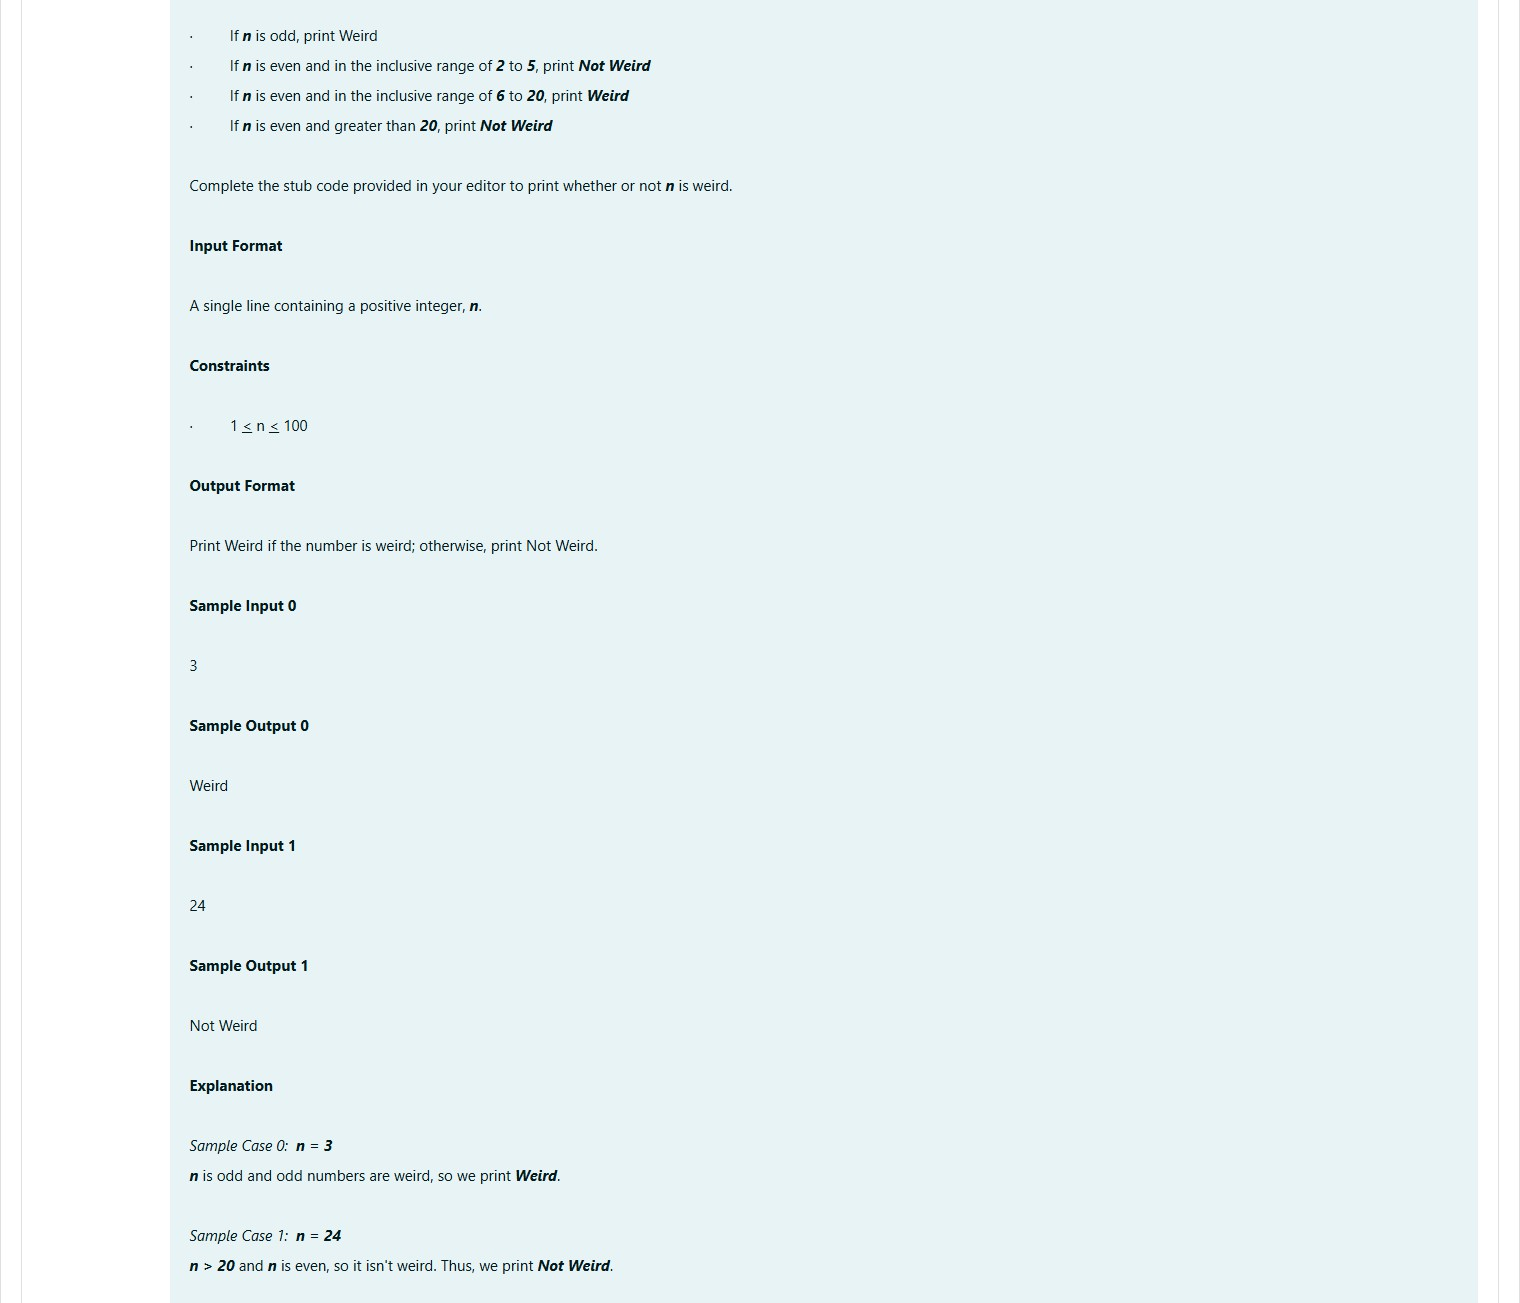 · If n is odd, print Weird
· If n is even and in the inclusive range of 2 to 5, print Not Weird
· If n is even and in the inclusive range of 6 to 20, print Weird
· If n is even and greater than 20, print Not Weird
Complete the stub code provided in your editor to print whether or not n is weird.
Input Format
A single line containing a positive integer, n.
Constraints
· 1 ≤ n ≤ 100
Output Format
Print Weird if the number is weird; otherwise, print Not Weird.
Sample Input 0
3
Sample Output 0
Weird
Sample Input 1
24
Sample Output 1
Not Weird
Explanation
Sample Case 0: n = 3
n is odd and odd numbers are weird, so we print Weird.
Sample Case 1: n = 24
n > 20 and n is even, so it isn't weird. Thus, we print Not Weird.